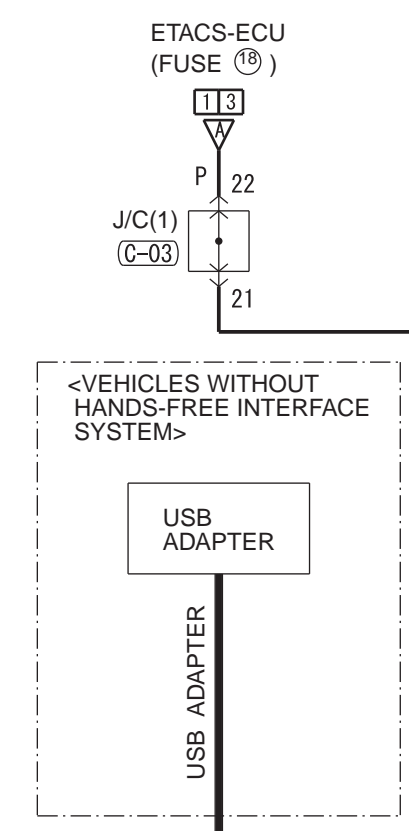 ETACS-ECU
(FUSE ⑱ )
1 3
A
P 22
J/C(1)
(C-03)
21
<VEHICLES WITHOUT
HANDS-FREE INTERFACE
SYSTEM>
USB
ADAPTER
USB ADAPTER